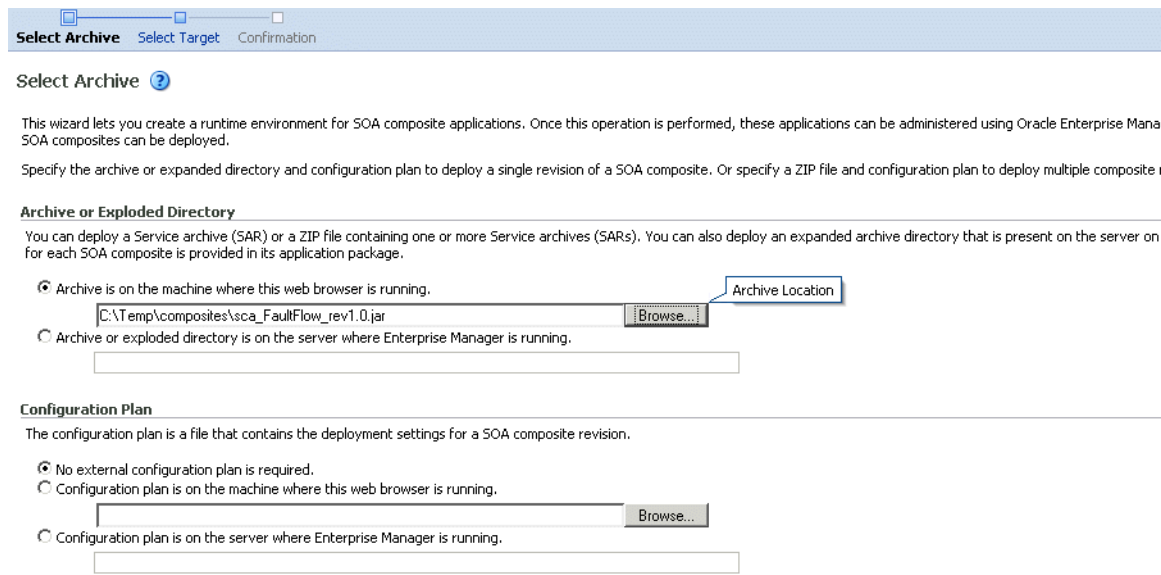 Select Archive Select Target Confirmation
Select Archive ?
This wizard lets you create a runtime environment for SOA composite applications. Once this operation is performed, these applications can be administered using Oracle Enterprise Mana
SOA composites can be deployed.
Specify the archive or expanded directory and configuration plan to deploy a single revision of a SOA composite. Or specify a ZIP file and configuration plan to deploy multiple composite
Archive or Exploded Directory
You can deploy a Service archive (SAR) or a ZIP file containing one or more Service archives (SARs). You can also deploy an expanded archive directory that is present on the server on
for each SOA composite is provided in its application package.
Archive is on the machine where this web browser is running.
Archive Location
C:\Temp\composites\sca_FaultFlow_rev1.0.jar Browse...
Archive or exploded directory is on the server where Enterprise Manager is running.
Configuration Plan
The configuration plan is a file that contains the deployment settings for a SOA composite revision.
No external configuration plan is required.
Configuration plan is on the machine where this web browser is running.
Browse...
Configuration plan is on the server where Enterprise Manager is running.